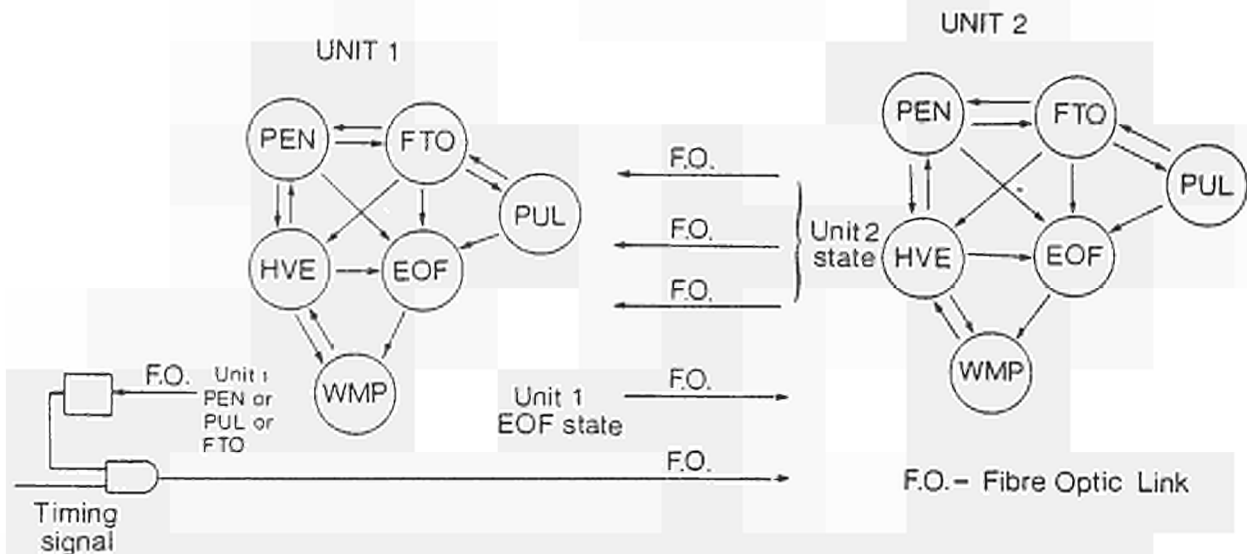 UNIT 1
PEN
FTO
PUL
HVE
EOF
WMP
F.O.
F.O.
F.O.
Unit 2
state
UNIT 2
PEN
FTO
PUL
HVE
EOF
WMP
F.O.
Unit 1
PEN or
PUL or
FTO
Unit 1
EOF state
F.O.
F.O.
Timing
signal
F.O. - Fibre Optic Link